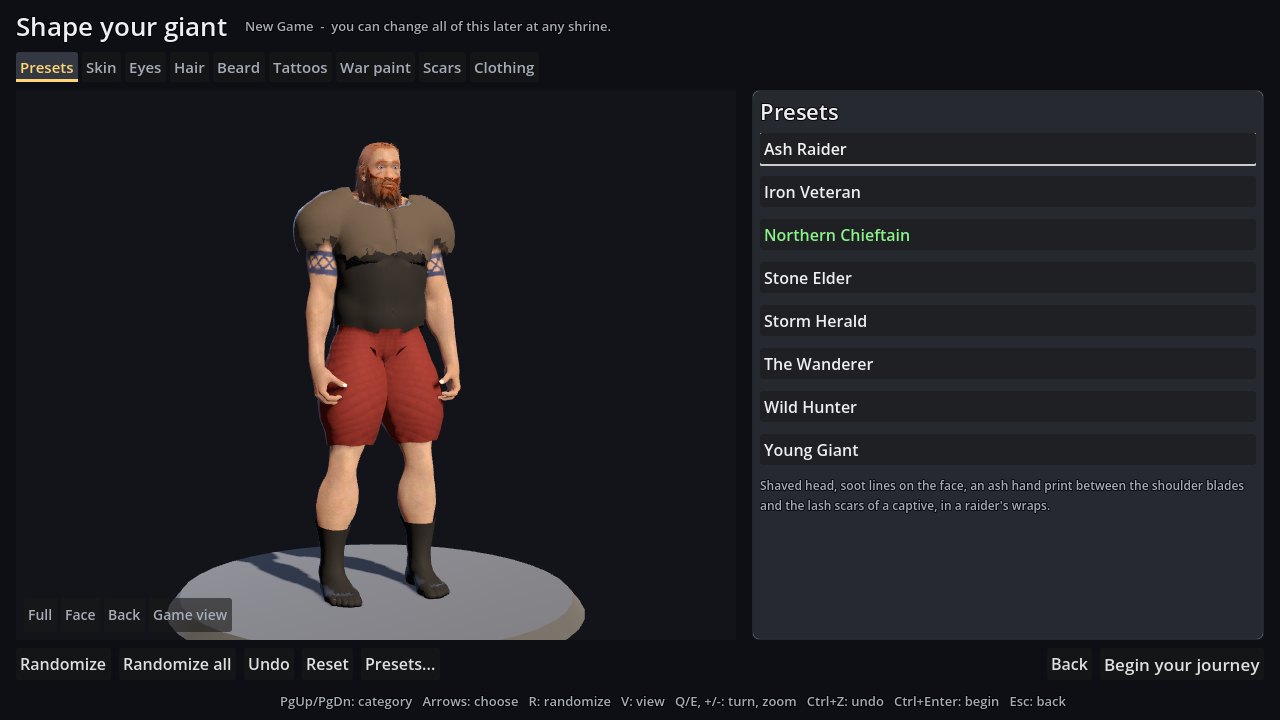 Shape your giant
New Game - you can change all of this later at any shrine.
Presets Skin Eyes Hair Beard Tattoos War paint Scars Clothing
Presets
Ash Raider
Iron Veteran
Northern Chieftain
Stone Elder
Storm Herald
The Wanderer
Wild Hunter
Young Giant
Shaved head, soot lines on the face, an ash hand print between the shoulder blades
and the lash scars of a captive, in a raider's wraps.
Full Face Back Game view
Randomize Randomize all Undo Reset Presets... Back Begin your journey
PgUp/PgDn: category Arrows: choose R: randomize V: view Q/E, +/-: turn, zoom Ctrl+Z: undo Ctrl+Enter: begin Esc: back